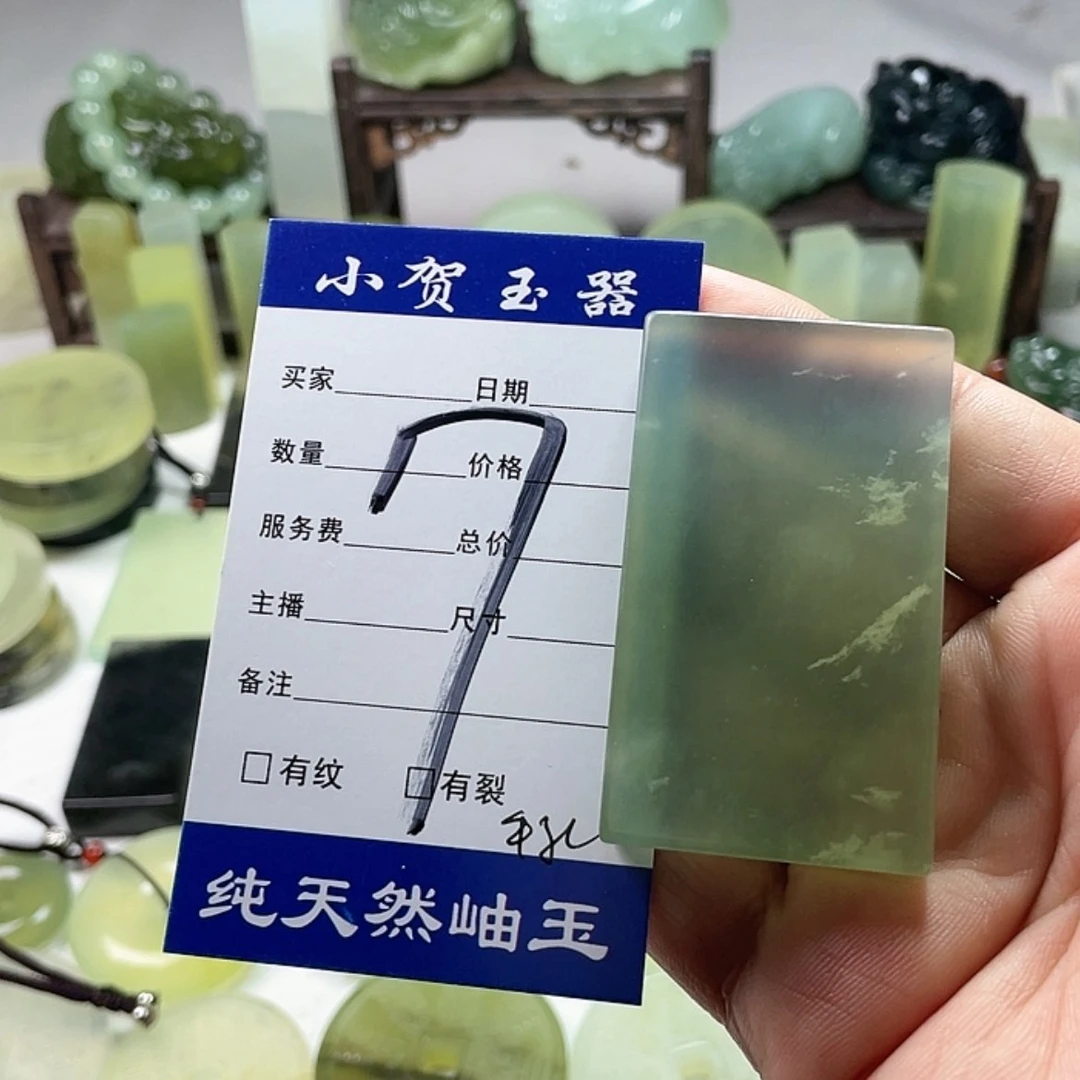 小贺玉器
买家 日期
数量 价格
服务费 总价
主播 尺寸
备注
7
□有纹 □有裂
纯天然岫玉